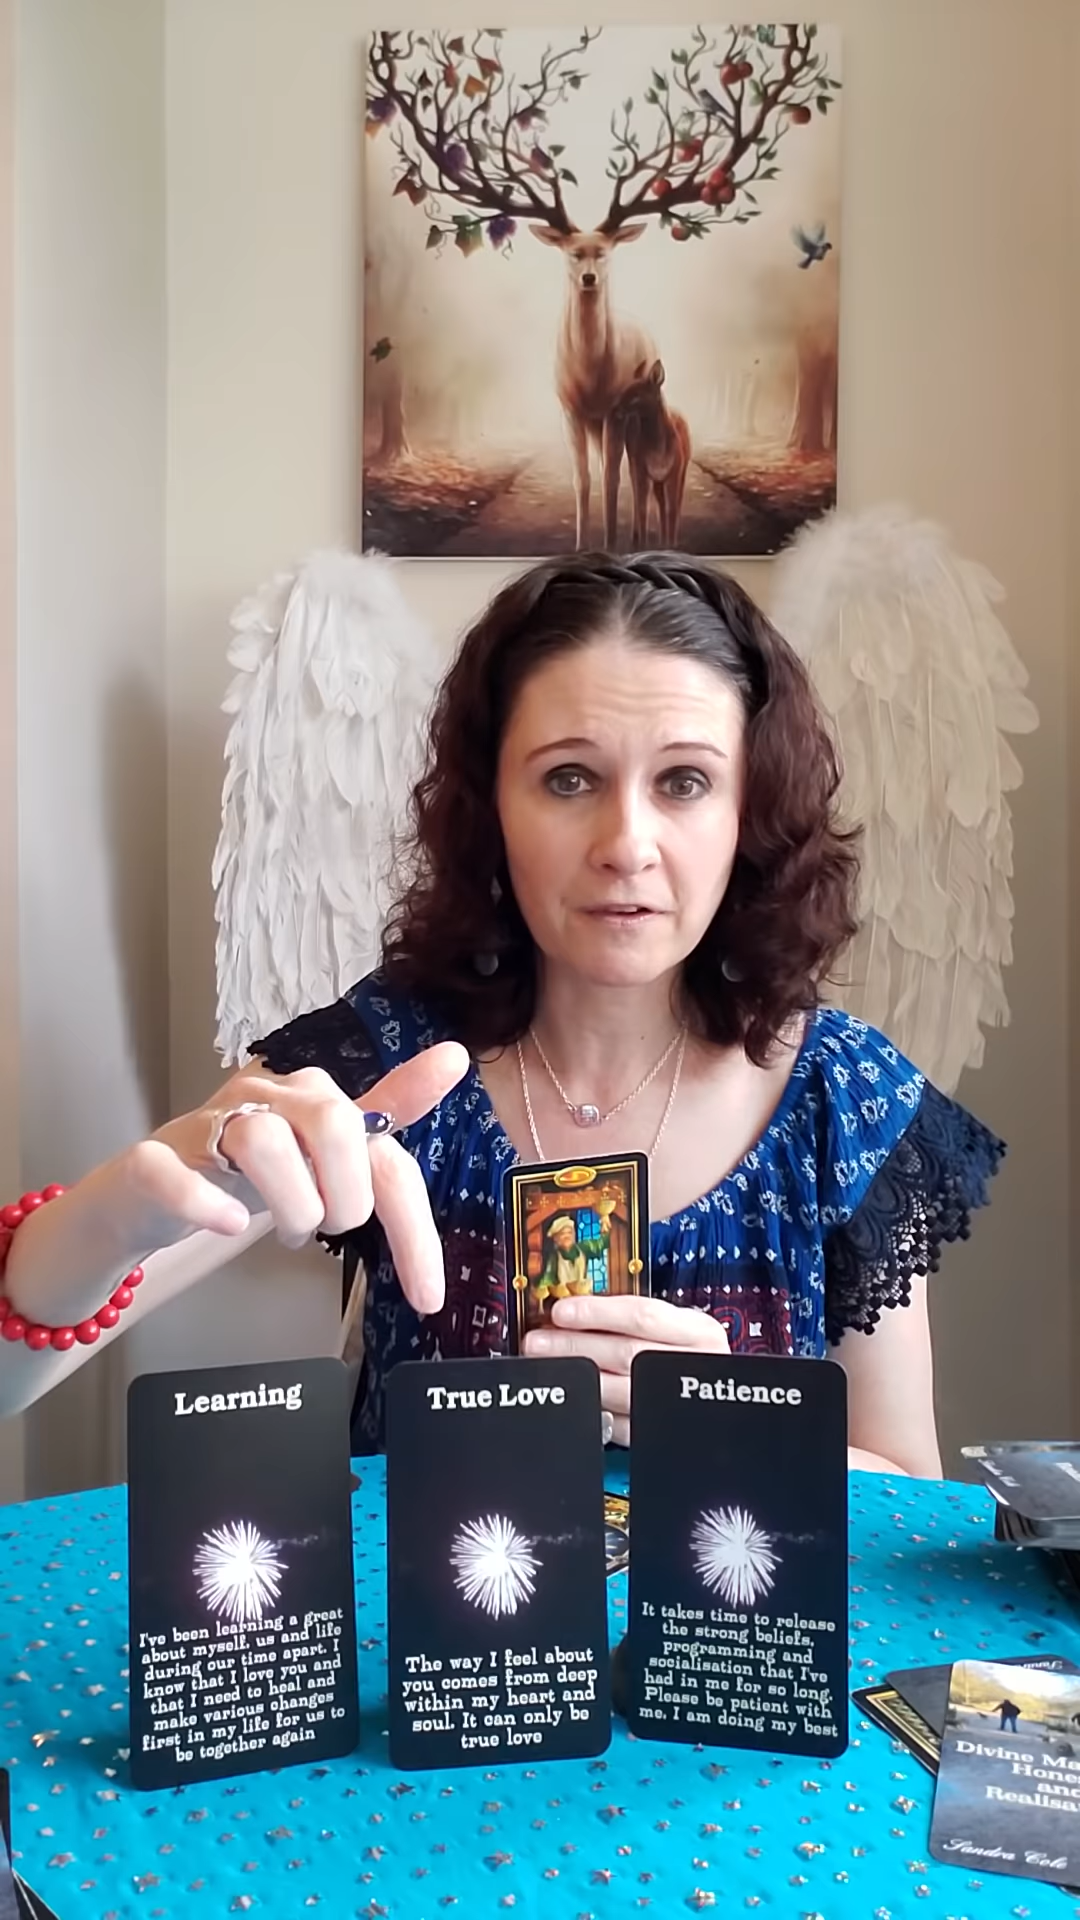 Learning
I've been learning a great
about myself, us and life
during our time apart. I
know that I love you and
that I need to heal and
make various changes
first in my life for us to
be together again
True Love
The way I feel about
you comes from deep
within my heart and
soul. It can only be
true love
Patience
It takes time to release
the strong beliefs,
programming and
socialisation that I've
had in me for so long.
Please be patient with
me, I am doing my best
Divine Ma
Hones
and
Realisa
Sandra Cole